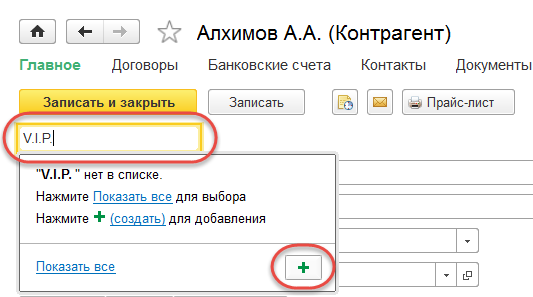 Алхимов А.А. (Контрагент)
Главное Договоры Банковские счета Контакты Документы
Записать и закрыть Записать Прайс-лист
V.I.P.
"V.I.P. " нет в списке.
Нажмите Показать все для выбора
Нажмите + (создать) для добавления
Показать все +